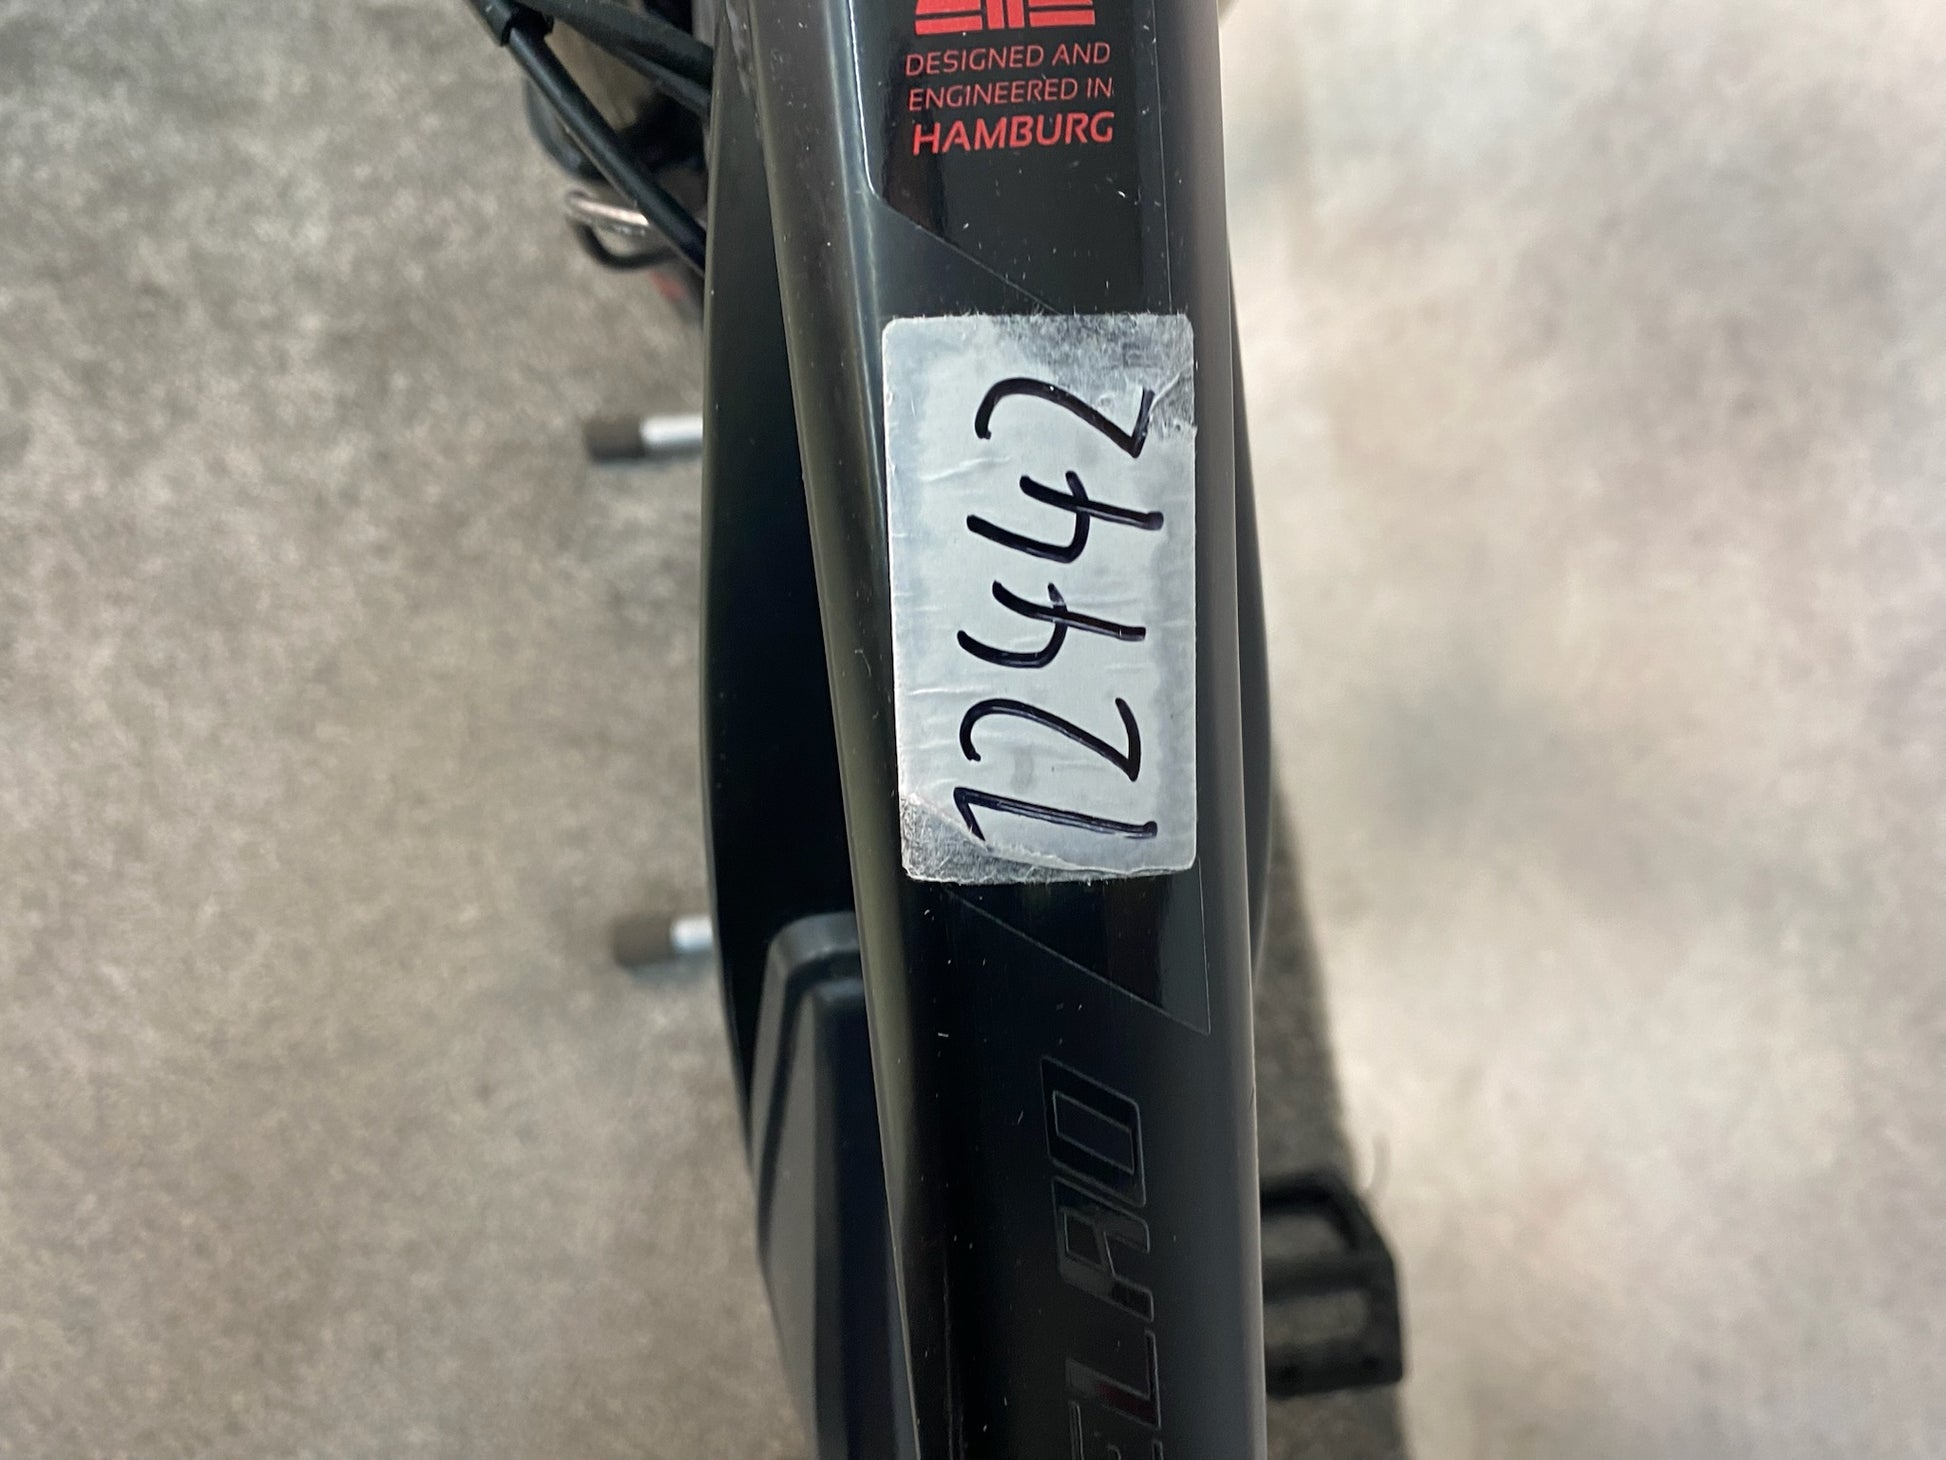 DESIGNED AND
ENGINEERED IN
HAMBURG
12442